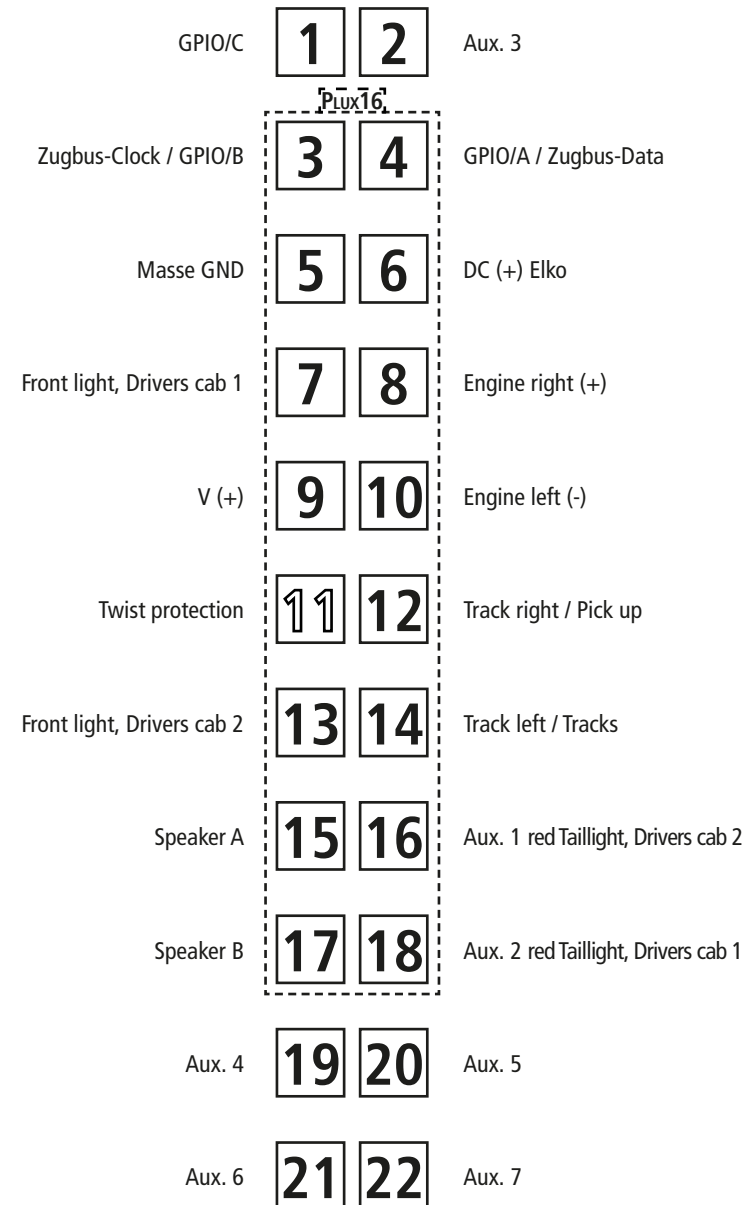 GPIO/C 1 2 Aux. 3
PLUX16
Zugbus-Clock / GPIO/B 3 4 GPIO/A / Zugbus-Data
Masse GND 5 6 DC (+) Elko
Front light, Drivers cab 1 7 8 Engine right (+)
V (+) 9 10 Engine left (-)
Twist protection 11 12 Track right / Pick up
Front light, Drivers cab 2 13 14 Track left / Tracks
Speaker A 15 16 Aux. 1 red Taillight, Drivers cab 2
Speaker B 17 18 Aux. 2 red Taillight, Drivers cab 1
Aux. 4 19 20 Aux. 5
Aux. 6 21 22 Aux. 7